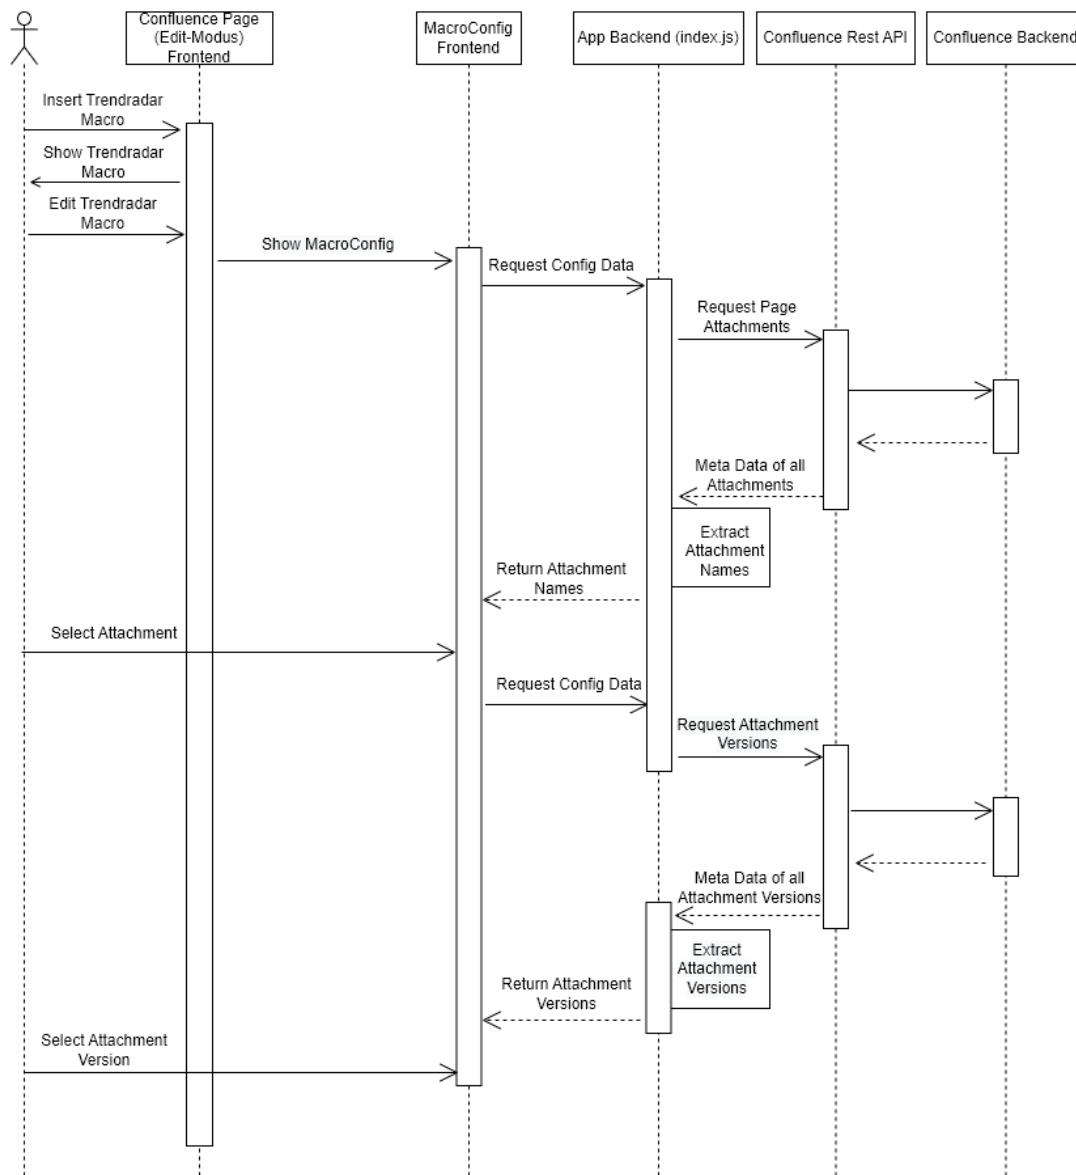 Confluence Page
(Edit-Modus)
Frontend
MacroConfig
Frontend
App Backend (index.js)
Confluence Rest API
Confluence Backend
Insert Trendradar
Macro
Show Trendradar
Macro
Edit Trendradar
Macro
Show MacroConfig
Request Config Data
Request Page
Attachments
Meta Data of all
Attachments
Extract
Attachment
Names
Return Attachment
Names
Select Attachment
Request Config Data
Request Attachment
Versions
Meta Data of all
Attachment Versions
Extract
Attachment
Versions
Return Attachment
Versions
Select Attachment
Version